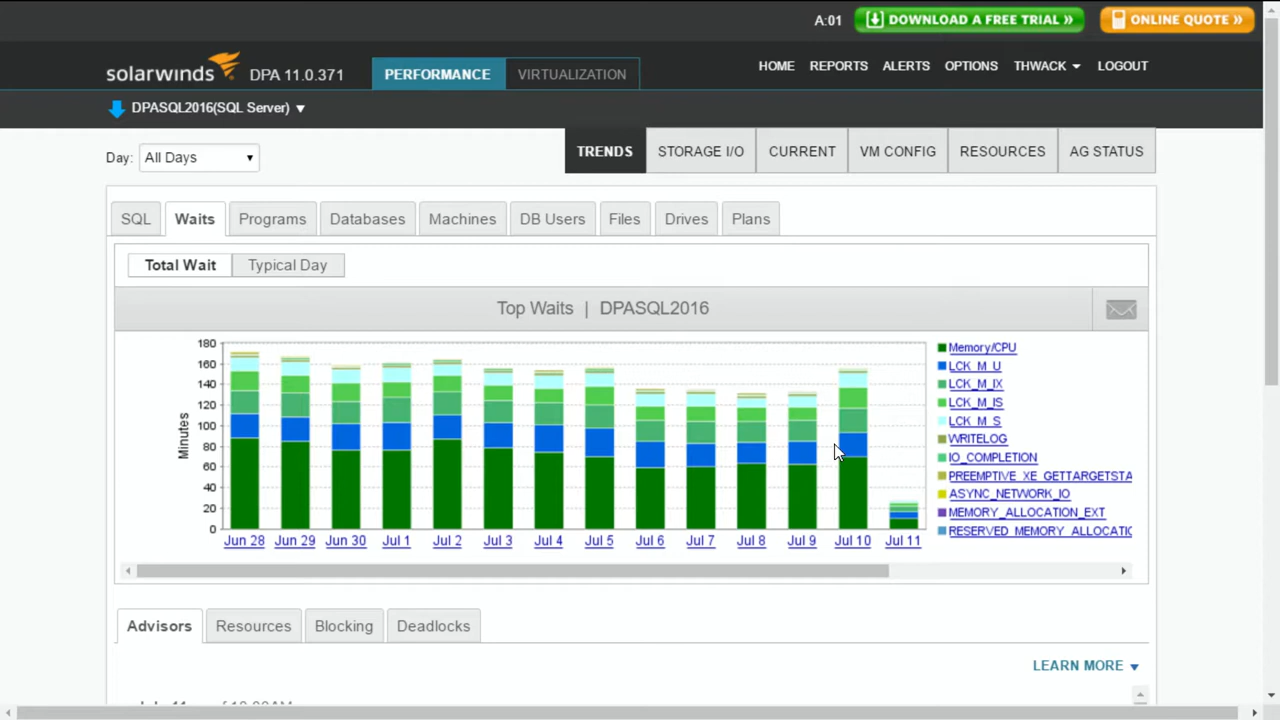 A:01 DOWNLOAD A FREE TRIAL » ONLINE QUOTE »
solarwinds DPA 11.0.371 PERFORMANCE VIRTUALIZATION HOME REPORTS ALERTS OPTIONS THWACK LOGOUT
DPASQL2016(SQL Server)
Day: All Days TRENDS STORAGE I/O CURRENT VM CONFIG RESOURCES AG STATUS
SQL Waits Programs Databases Machines DB Users Files Drives Plans
Total Wait Typical Day
Top Waits | DPASQL2016
Minutes
180
160
140
120
100
80
60
40
20
0
Jun 28 Jun 29 Jun 30 Jul 1 Jul 2 Jul 3 Jul 4 Jul 5 Jul 6 Jul 7 Jul 8 Jul 9 Jul 10 Jul 11
Memory/CPU
LCK_M_U
LCK_M_IX
LCK_M_IS
LCK_M_S
WRITELOG
IO_COMPLETION
PREEMPTIVE_XE_GETTARGETSTA
ASYNC_NETWORK_IO
MEMORY_ALLOCATION_EXT
RESERVED_MEMORY_ALLOCATIO
Advisors Resources Blocking Deadlocks
LEARN MORE